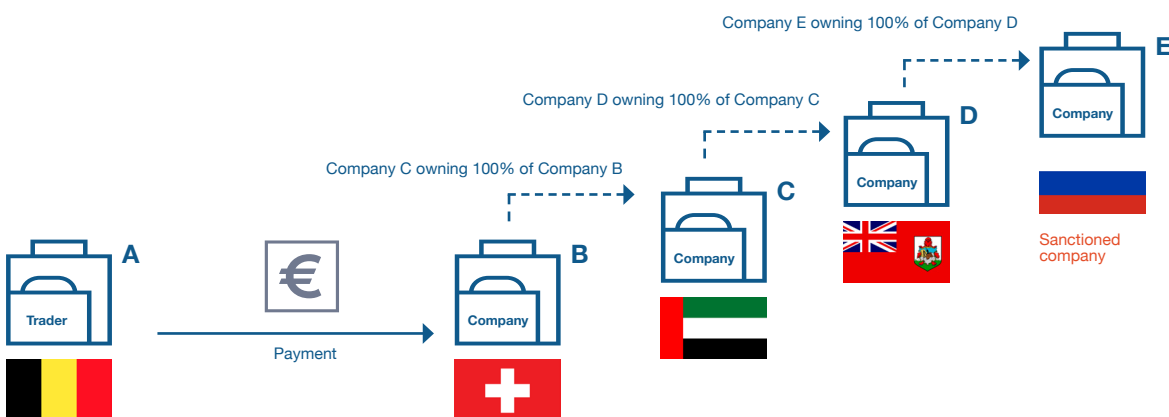 Company E owning 100% of Company D
E
Company
Company D owning 100% of Company C
D
Company
Company C owning 100% of Company B
C
Company
Sanctioned
company
A
Trader
€
Payment
B
Company